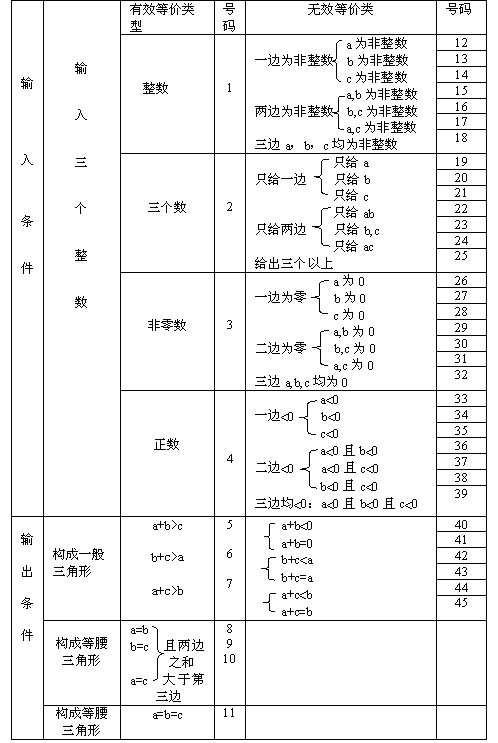 有效等价类型 号码 无效等价类 号码
输入条件
输入三个整数
整数 1
一边为非整数 a 为非整数 12
b 为非整数 13
c 为非整数 14
两边为非整数 a,b 为非整数 15
b,c 为非整数 16
a,c 为非整数 17
三边 a，b，c 均为非整数 18
三个数 2
只给一边 只给 a 19
只给 b 20
只给 c 21
只给两边 只给 ab 22
只给 b,c 23
只给 ac 24
给出三个以上 25
非零数 3
一边为零 a 为 0 26
b 为 0 27
c 为 0 28
二边为零 a,b 为 0 29
b,c 为 0 30
a,c 为 0 31
三边 a,b,c 均为 0 32
正数 4
一边<0 a<0 33
b<0 34
c<0 35
二边<0 a<0 且 b<0 36
a<0 且 c<0 37
b<0 且 c<0 38
三边均<0：a<0 且 b<0 且 c<0 39
输出条件
构成一般三角形
a+b>c 5 a+b<0 40
a+b=0 41
b+c>a 6 b+c<a 42
b+c=a 43
a+c>b 7 a+c<b 44
a+c=b 45
构成等腰三角形
a=b 8
b=c 9
a=c 10
且两边之和大于第三边
构成等腰三角形 a=b=c 11